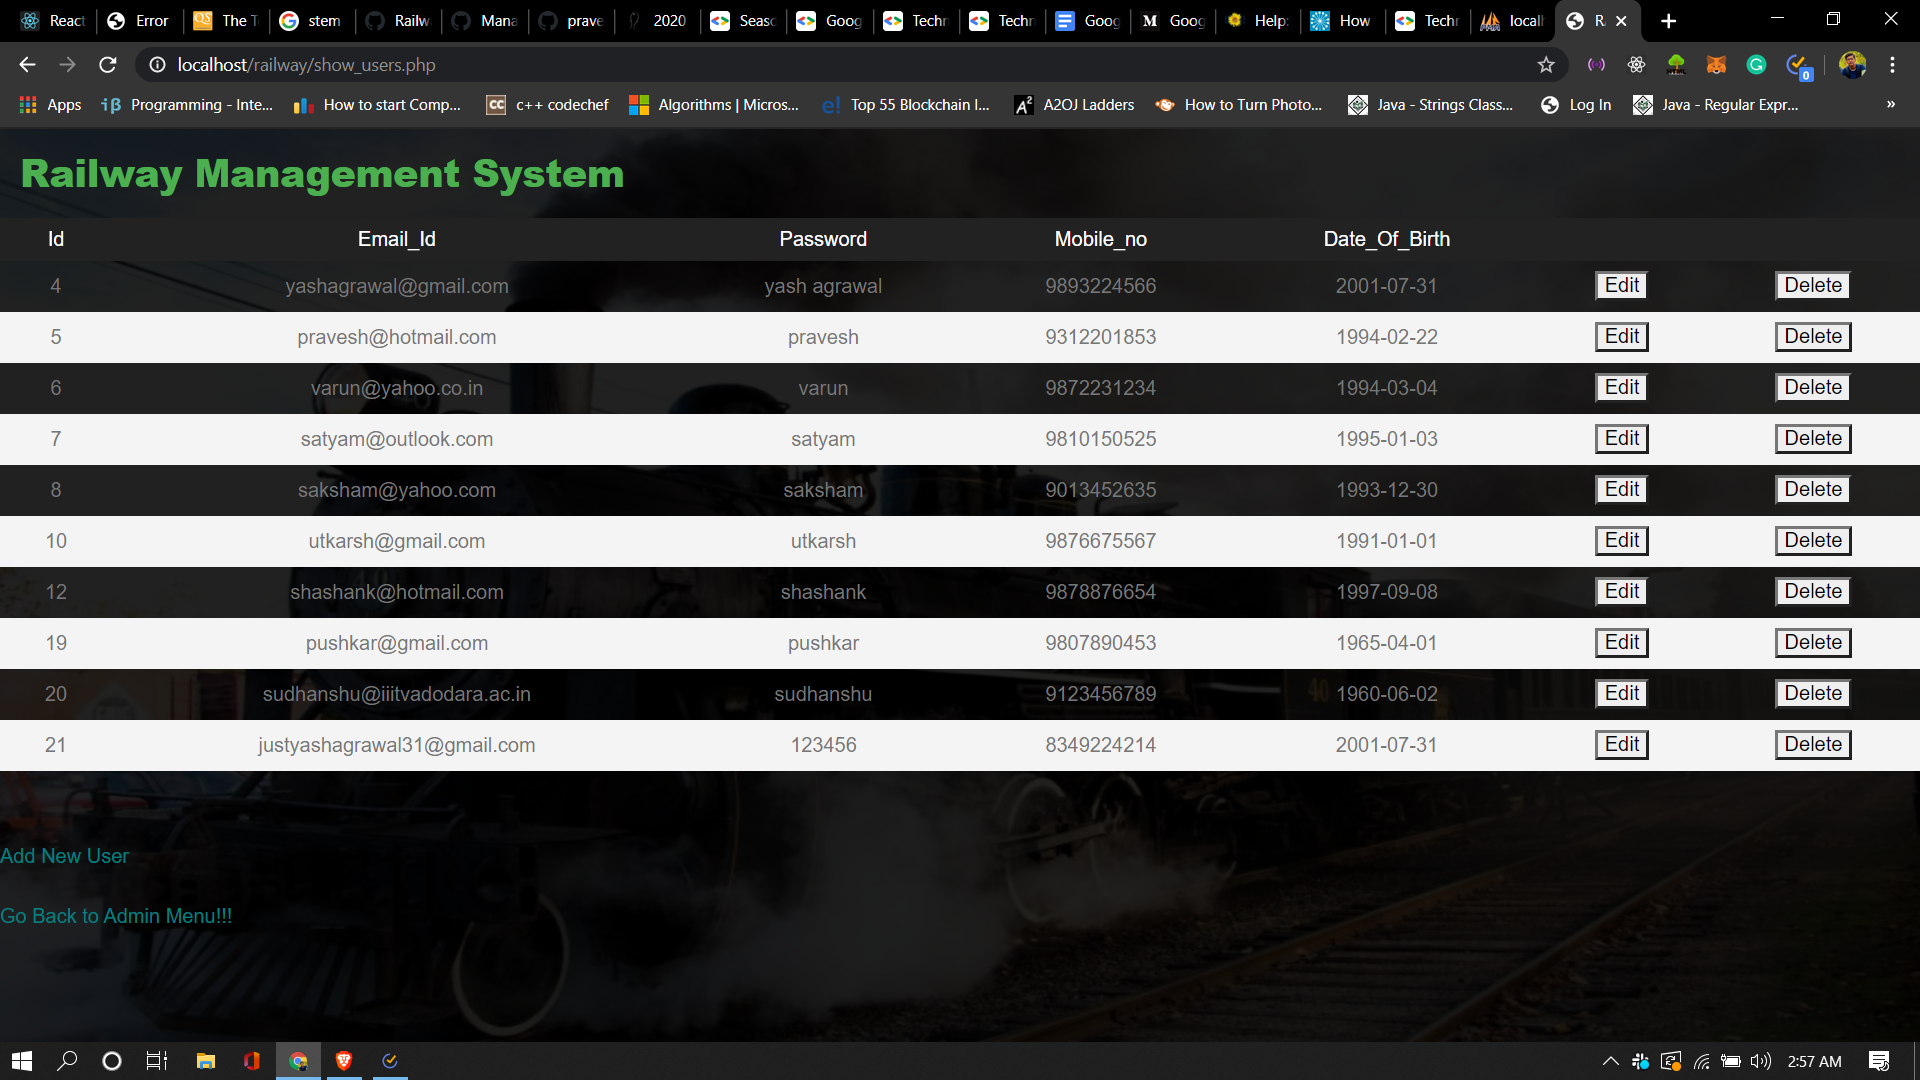 React Error The T stem Railw Mana prave 2020 Seaso Goog Techn Techn Goog Goog Help: How Techn localh R
localhost/railway/show_users.php 0
Apps Programming - Inte... How to start Comp... c++ codechef Algorithms | Micros... Top 55 Blockchain I... A2OJ Ladders How to Turn Photo... Java - Strings Class... Log In Java - Regular Expr... »
Railway Management System
Id Email_Id Password Mobile_no Date_Of_Birth
4 yashagrawal@gmail.com yash agrawal 9893224566 2001-07-31 Edit Delete
5 pravesh@hotmail.com pravesh 9312201853 1994-02-22 Edit Delete
6 varun@yahoo.co.in varun 9872231234 1994-03-04 Edit Delete
7 satyam@outlook.com satyam 9810150525 1995-01-03 Edit Delete
8 saksham@yahoo.com saksham 9013452635 1993-12-30 Edit Delete
10 utkarsh@gmail.com utkarsh 9876675567 1991-01-01 Edit Delete
12 shashank@hotmail.com shashank 9878876654 1997-09-08 Edit Delete
19 pushkar@gmail.com pushkar 9807890453 1965-04-01 Edit Delete
20 sudhanshu@iiitvadodara.ac.in sudhanshu 9123456789 1960-06-02 Edit Delete
21 justyashagrawal31@gmail.com 123456 8349224214 2001-07-31 Edit Delete
Add New User
Go Back to Admin Menu!!!
2:57 AM